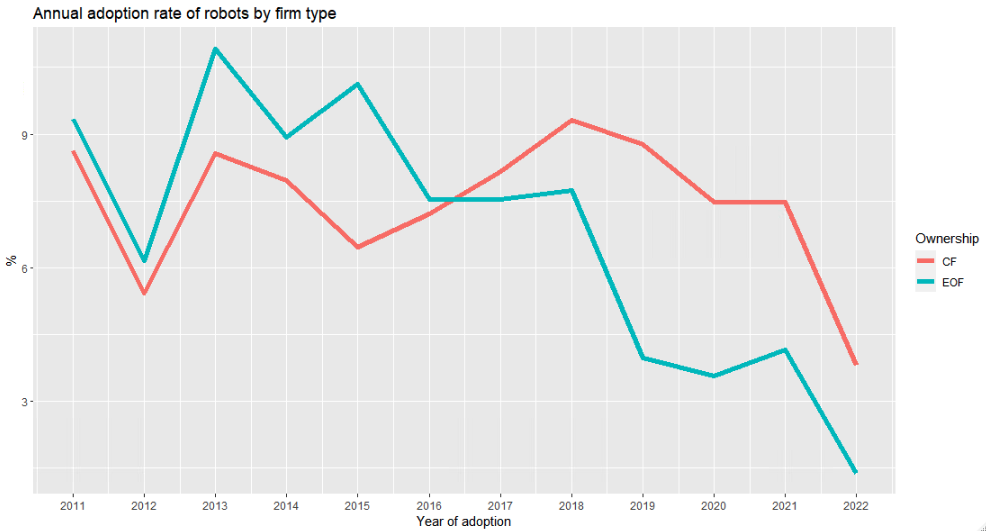 Annual adoption rate of robots by firm type
9
6
3
%
2011 2012 2013 2014 2015 2016 2017 2018 2019 2020 2021 2022
Year of adoption
Ownership
CF
EOF